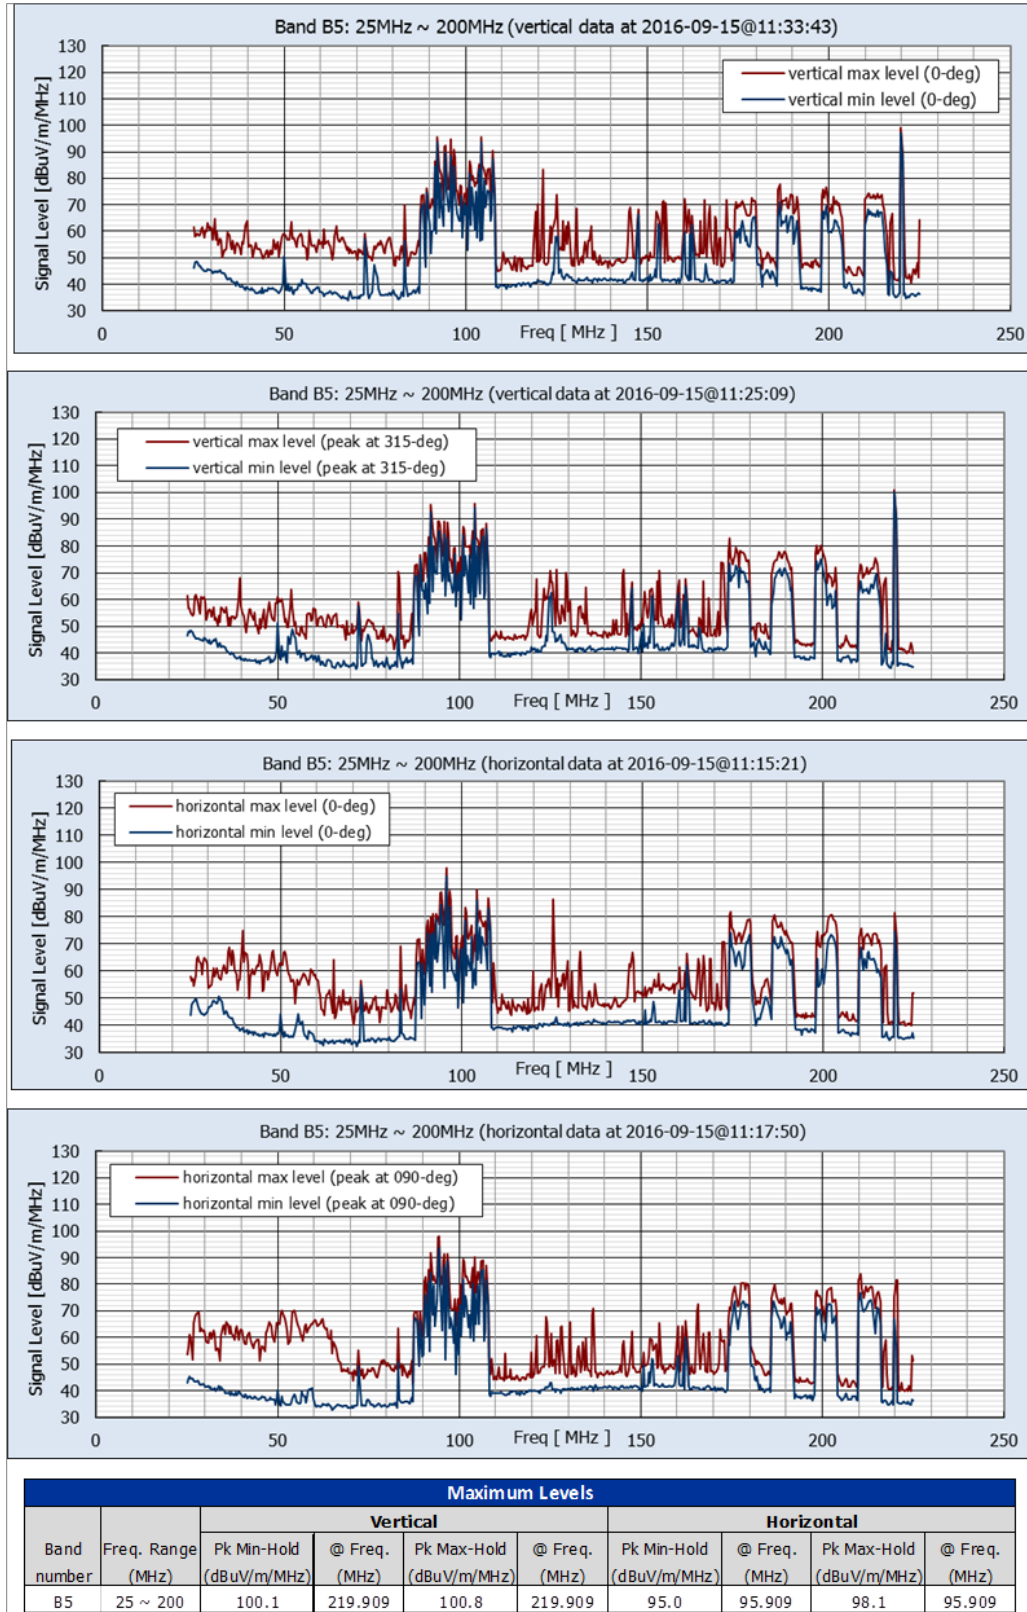 Band B5: 25MHz ~ 200MHz (vertical data at 2016-09-15@11:33:43)
130
120
110
100
90
80
70
60
50
40
30
Signal Level [dBuV/m/MHz]
vertical max level (0-deg)
vertical min level (0-deg)
0 50 100 Freq [ MHz ] 150 200 250
Band B5: 25MHz ~ 200MHz (vertical data at 2016-09-15@11:25:09)
130
120
110
100
90
80
70
60
50
40
30
Signal Level [dBuV/m/MHz]
vertical max level (peak at 315-deg)
vertical min level (peak at 315-deg)
0 50 100 Freq [ MHz ] 150 200 250
Band B5: 25MHz ~ 200MHz (horizontal data at 2016-09-15@11:15:21)
130
120
110
100
90
80
70
60
50
40
30
Signal Level [dBuV/m/MHz]
horizontal max level (0-deg)
horizontal min level (0-deg)
0 50 100 Freq [ MHz ] 150 200 250
Band B5: 25MHz ~ 200MHz (horizontal data at 2016-09-15@11:17:50)
130
120
110
100
90
80
70
60
50
40
30
Signal Level [dBuV/m/MHz]
horizontal max level (peak at 090-deg)
horizontal min level (peak at 090-deg)
0 50 100 Freq [ MHz ] 150 200 250
Maximum Levels
Vertical Horizontal
Band Freq. Range Pk Min-Hold @ Freq. Pk Max-Hold @ Freq. Pk Min-Hold @ Freq. Pk Max-Hold @ Freq.
number (MHz) (dBuV/m/MHz) (MHz) (dBuV/m/MHz) (MHz) (dBuV/m/MHz) (MHz) (dBuV/m/MHz) (MHz)
B5 25 ~ 200 100.1 219.909 100.8 219.909 95.0 95.909 98.1 95.909